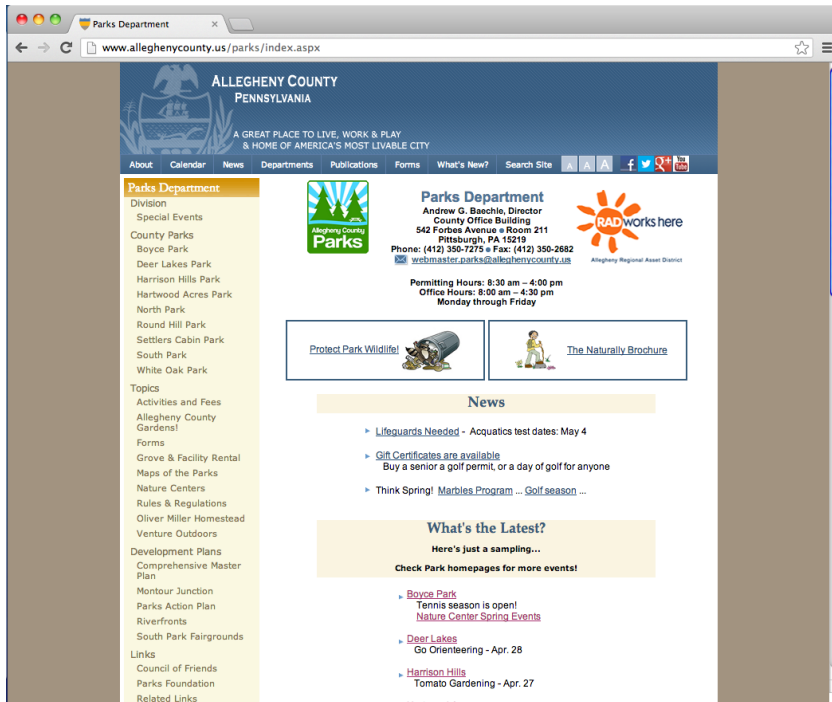 Parks Department
www.alleghenycounty.us/parks/index.aspx
ALLEGHENY COUNTY
PENNSYLVANIA
A GREAT PLACE TO LIVE, WORK & PLAY
& HOME OF AMERICA'S MOST LIVABLE CITY
About Calendar News Departments Publications Forms What's New? Search Site A A A f g+ You Tube
Parks Department
Division
Special Events
County Parks
Boyce Park
Deer Lakes Park
Harrison Hills Park
Hartwood Acres Park
North Park
Round Hill Park
Settlers Cabin Park
South Park
White Oak Park
Topics
Activities and Fees
Allegheny County
Gardens!
Forms
Grove & Facility Rental
Maps of the Parks
Nature Centers
Rules & Regulations
Oliver Miller Homestead
Venture Outdoors
Development Plans
Comprehensive Master
Plan
Montour Junction
Parks Action Plan
Riverfronts
South Park Fairgrounds
Links
Council of Friends
Parks Foundation
Related Links
Allegheny County
Parks
Parks Department
Andrew G. Baechle, Director
County Office Building
542 Forbes Avenue • Room 211
Pittsburgh, PA 15219
Phone: (412) 350-7275 • Fax: (412) 350-2682
webmaster.parks@alleghenycounty.us
Permitting Hours: 8:30 am – 4:00 pm
Office Hours: 8:00 am – 4:30 pm
Monday through Friday
RAD works here
Allegheny Regional Asset District
Protect Park Wildlife!
The Naturally Brochure
News
Lifeguards Needed - Acquatics test dates: May 4
Gift Certificates are available
Buy a senior a golf permit, or a day of golf for anyone
Think Spring! Marbles Program ... Golf season ...
What's the Latest?
Here's just a sampling...
Check Park homepages for more events!
Boyce Park
Tennis season is open!
Nature Center Spring Events
Deer Lakes
Go Orienteering - Apr. 28
Harrison Hills
Tomato Gardening - Apr. 27